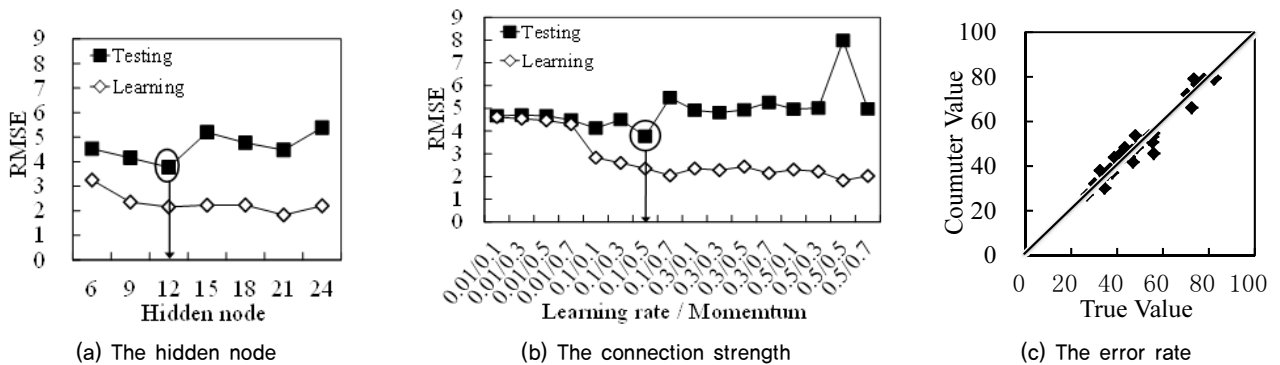 9
8
7
6
5
4
3
2
1
0
RMSE
Testing
Learning
6 9 12 15 18 21 24
Hidden node
(a) The hidden node
9
8
7
6
5
4
3
2
1
0
RMSE
Testing
Learning
0.01/0.1
0.01/0.3
0.01/0.5
0.01/0.7
0.1/0.1
0.1/0.3
0.1/0.5
0.1/0.7
0.3/0.1
0.3/0.3
0.3/0.5
0.3/0.7
0.5/0.1
0.5/0.3
0.5/0.5
0.5/0.7
Learning rate / Momemtum
(b) The connection strength
100
80
60
40
20
0
Coumuter Value
0 20 40 60 80 100
True Value
(c) The error rate